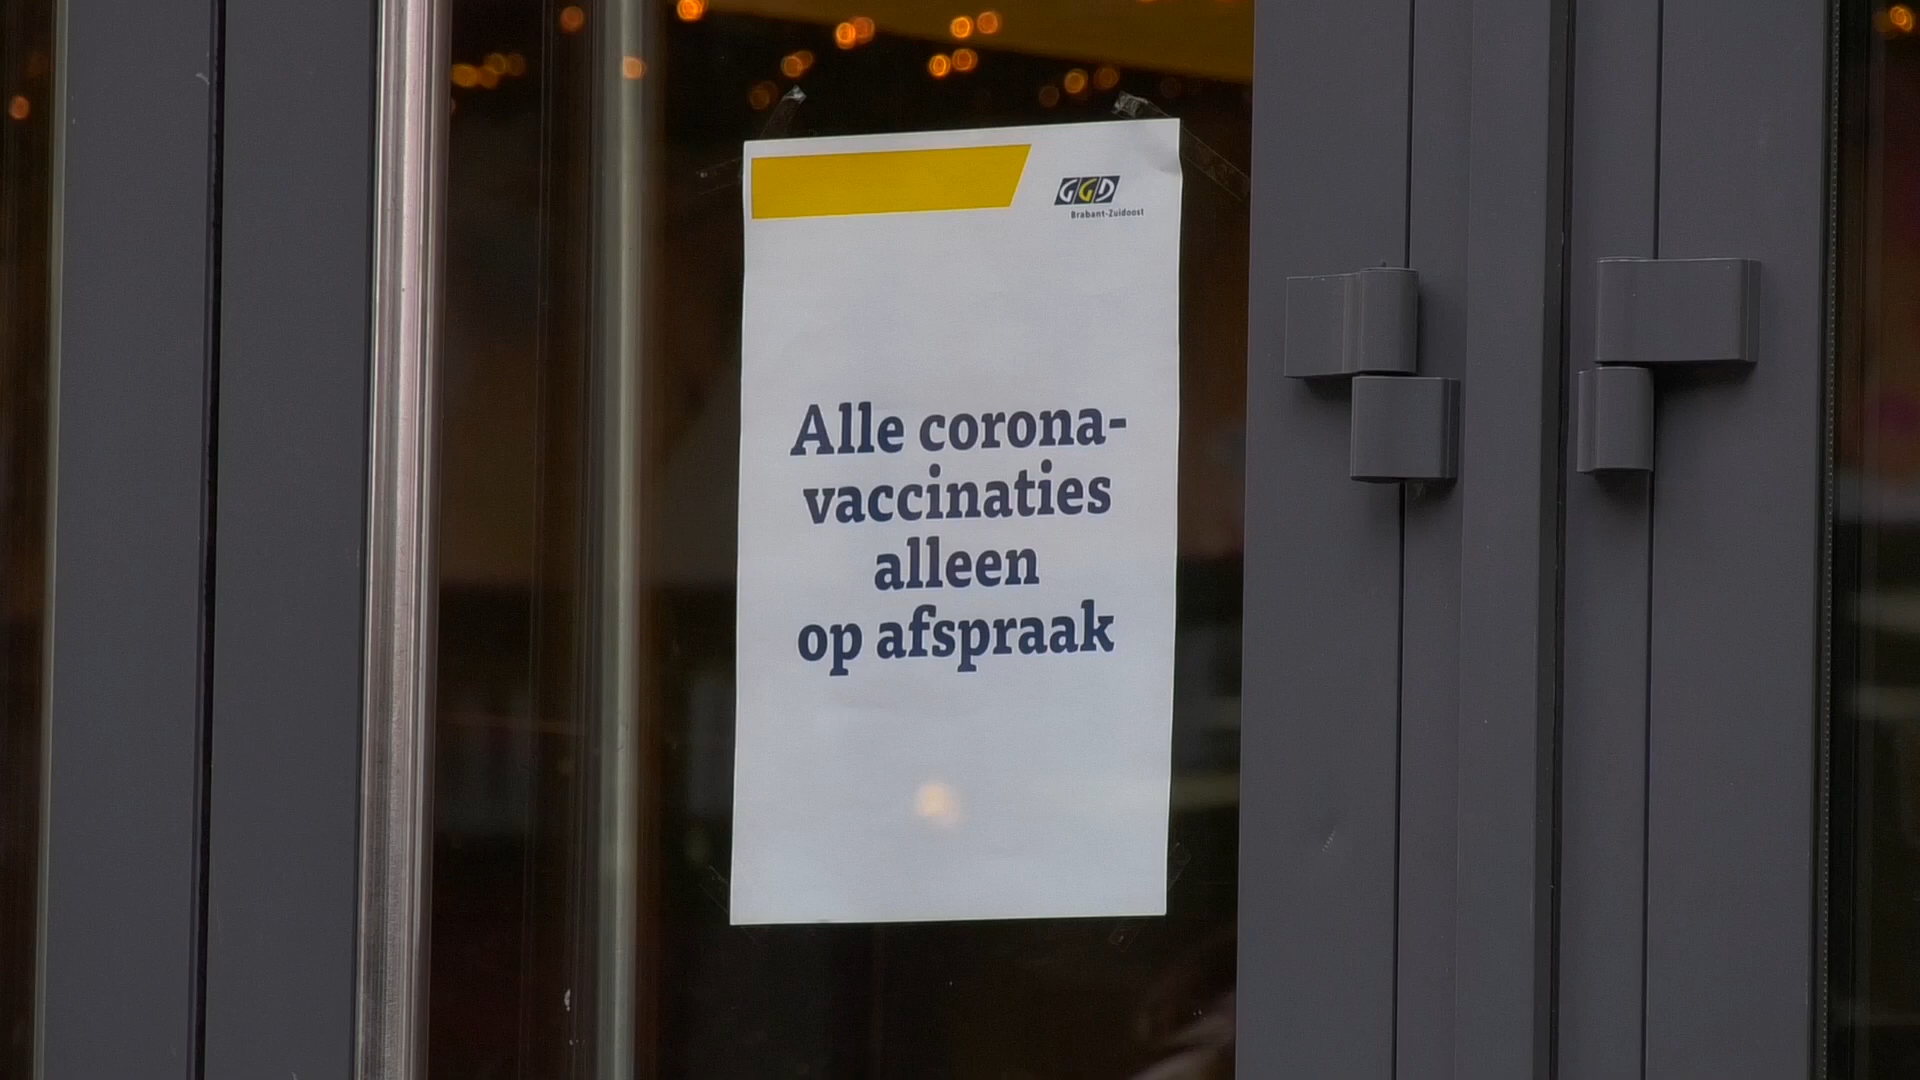 GGD
Brabant-Zuidoost
Alle corona-
vaccinaties
alleen
op afspraak